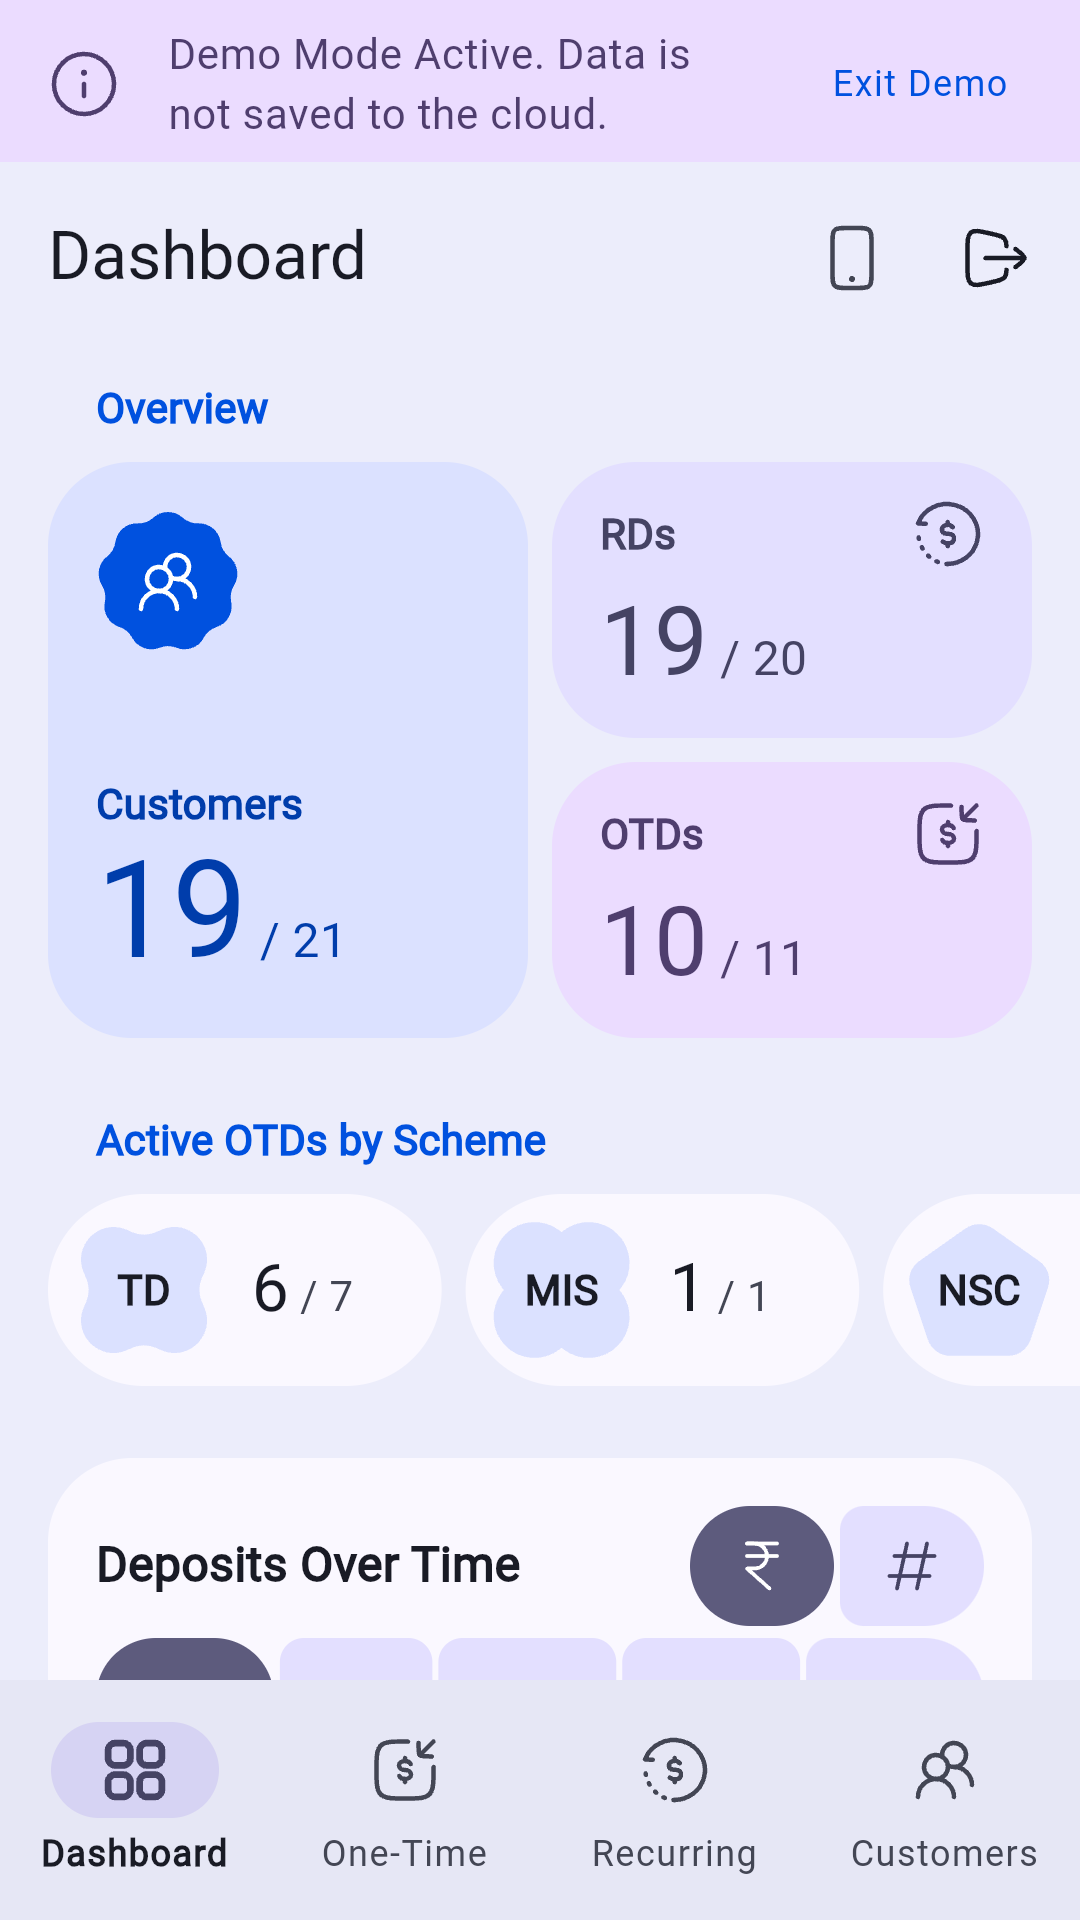 Demo Mode Active. Data is
not saved to the cloud.
Exit Demo
Dashboard
Overview
Customers
19 / 21
RDs
19 / 20
OTDs
10 / 11
Active OTDs by Scheme
TD 6 / 7
MIS 1 / 1
NSC
Deposits Over Time
₹ #
Dashboard
One-Time
Recurring
Customers